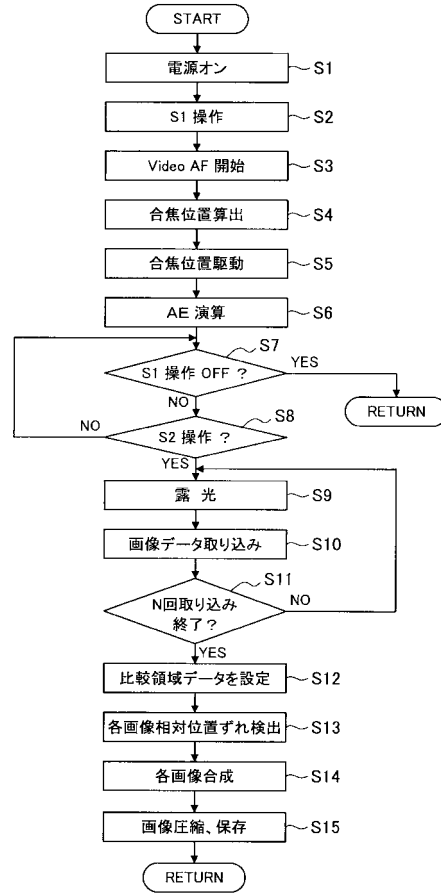 START
電源オン
S1
S1 操作
S2
Video AF 開始
S3
合焦位置算出
S4
合焦位置駆動
S5
AE 演算
S6
S7
S1 操作 OFF ?
YES
NO
RETURN
S8
NO
S2 操作 ?
YES
露 光
S9
画像データ取り込み
S10
S11
N回取り込み
終了?
NO
YES
比較領域データを設定
S12
各画像相対位置ずれ検出
S13
各画像合成
S14
画像圧縮、保存
S15
RETURN